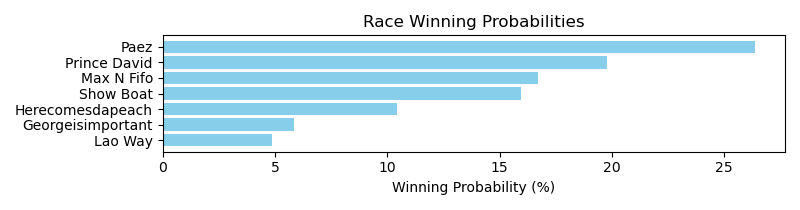 Race Winning Probabilities
Paez
Prince David
Max N Fifo
Show Boat
Herecomesdapeach
Georgeisimportant
Lao Way
0 5 10 15 20 25
Winning Probability (%)